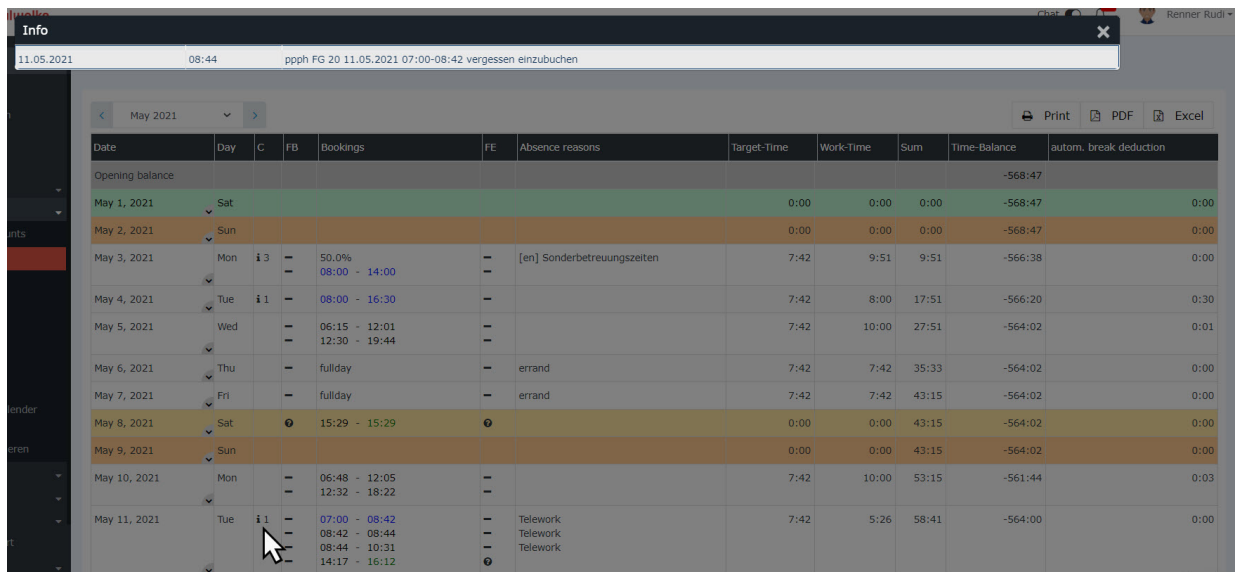 Chat
Renner Rudi
Info
11.05.2021 08:44 ppph FG 20 11.05.2021 07:00-08:42 vergessen einzubuchen
May 2021
Print PDF Excel
Date Day C FB Bookings FE Absence reasons Target-Time Work-Time Sum Time-Balance autom. break deduction
Opening balance -568:47
May 1, 2021 Sat 0:00 0:00 0:00 -568:47 0:00
unts
May 2, 2021 Sun 0:00 0:00 0:00 -568:47 0:00
May 3, 2021 Mon i 3 50.0% [en] Sonderbetreuungszeiten 7:42 9:51 9:51 -566:38 0:00
08:00 - 14:00
May 4, 2021 Tue i 1 08:00 - 16:30 7:42 8:00 17:51 -566:20 0:30
May 5, 2021 Wed 06:15 - 12:01 7:42 10:00 27:51 -564:02 0:01
12:30 - 19:44
May 6, 2021 Thu fullday errand 7:42 7:42 35:33 -564:02 0:00
May 7, 2021 Fri fullday errand 7:42 7:42 43:15 -564:02 0:00
lender
May 8, 2021 Sat 15:29 - 15:29 0:00 0:00 43:15 -564:02 0:00
eren
May 9, 2021 Sun 0:00 0:00 43:15 -564:02 0:00
May 10, 2021 Mon 06:48 - 12:05 7:42 10:00 53:15 -561:44 0:03
12:32 - 18:22
May 11, 2021 Tue i 1 07:00 - 08:42 Telework 7:42 5:26 58:41 -564:00 0:00
08:42 - 08:44 Telework
rt
08:44 - 10:31 Telework
14:17 - 16:12